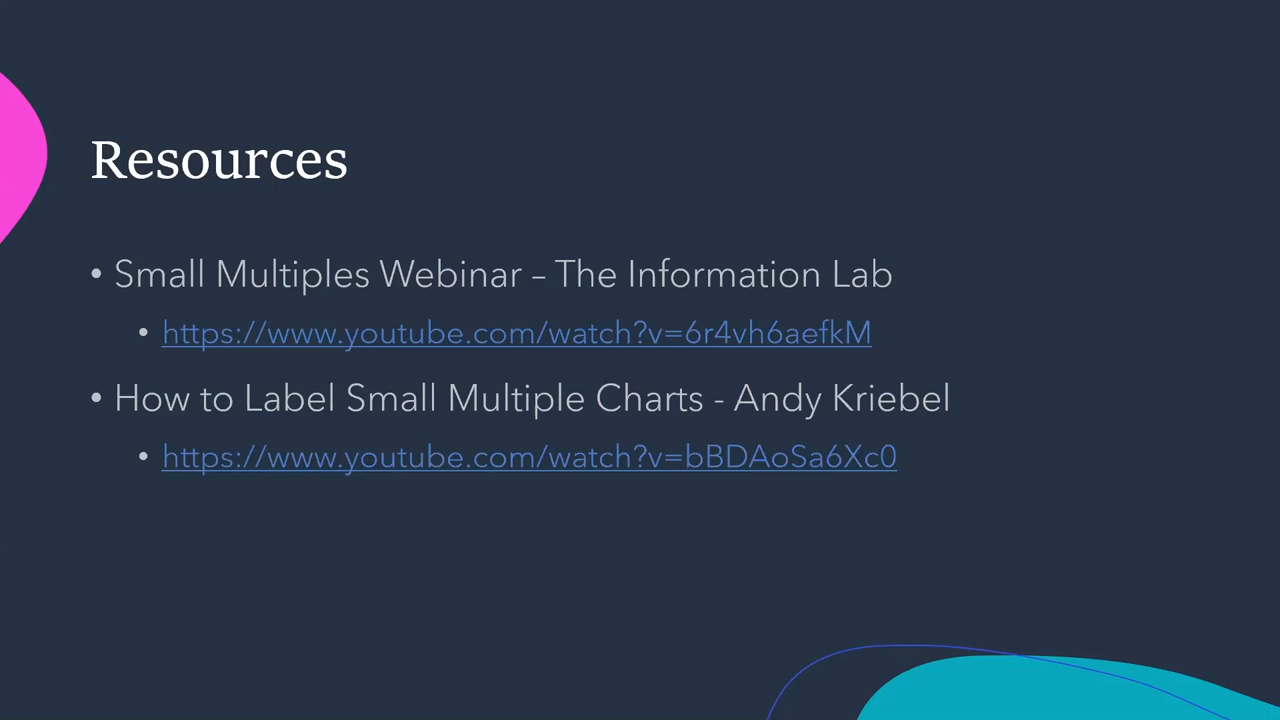 Resources
• Small Multiples Webinar – The Information Lab
• https://www.youtube.com/watch?v=6r4vh6aefkM
• How to Label Small Multiple Charts - Andy Kriebel
• https://www.youtube.com/watch?v=bBDAoSa6Xc0